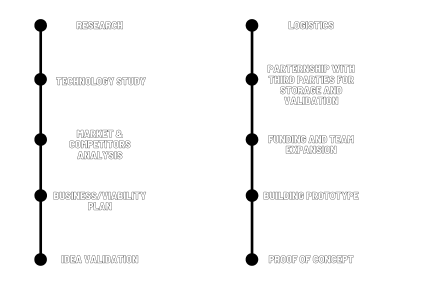 RESEARCH
TECHNOLOGY STUDY
MARKET &
COMPETITORS
ANALYSIS
BUSINESS/VIABILITY
PLAN
IDEA VALIDATION
LOGISTICS
PARTERNSHIP WITH
THIRD PARTIES FOR
STORAGE AND
VALIDATION
FUNDING AND TEAM
EXPANSION
BUILDING PROTOTYPE
PROOF OF CONCEPT